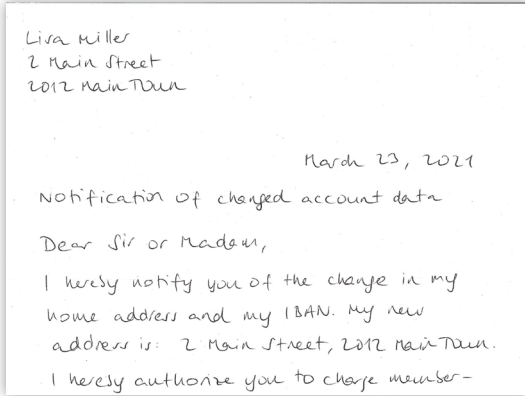 Lisa Miller
2 Main Street
2012 Main Town
March 23, 2021
Notification of changed account data
Dear Sir or Madam,
I hereby notify you of the change in my
home address and my IBAN. My new
address is: 2 Main Street, 2012 Main Town.
I hereby authorize you to charge member-